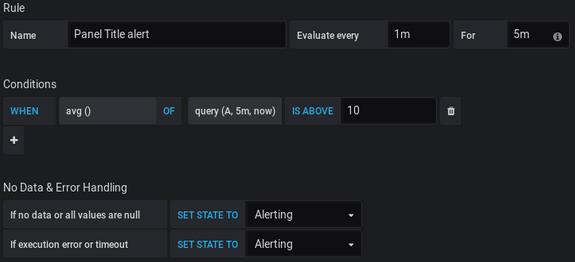 Rule
Name Panel Title alert Evaluate every 1m For 5m
Conditions
WHEN avg () OF query (A, 5m, now) IS ABOVE 10
No Data & Error Handling
If no data or all values are null SET STATE TO Alerting
If execution error or timeout SET STATE TO Alerting